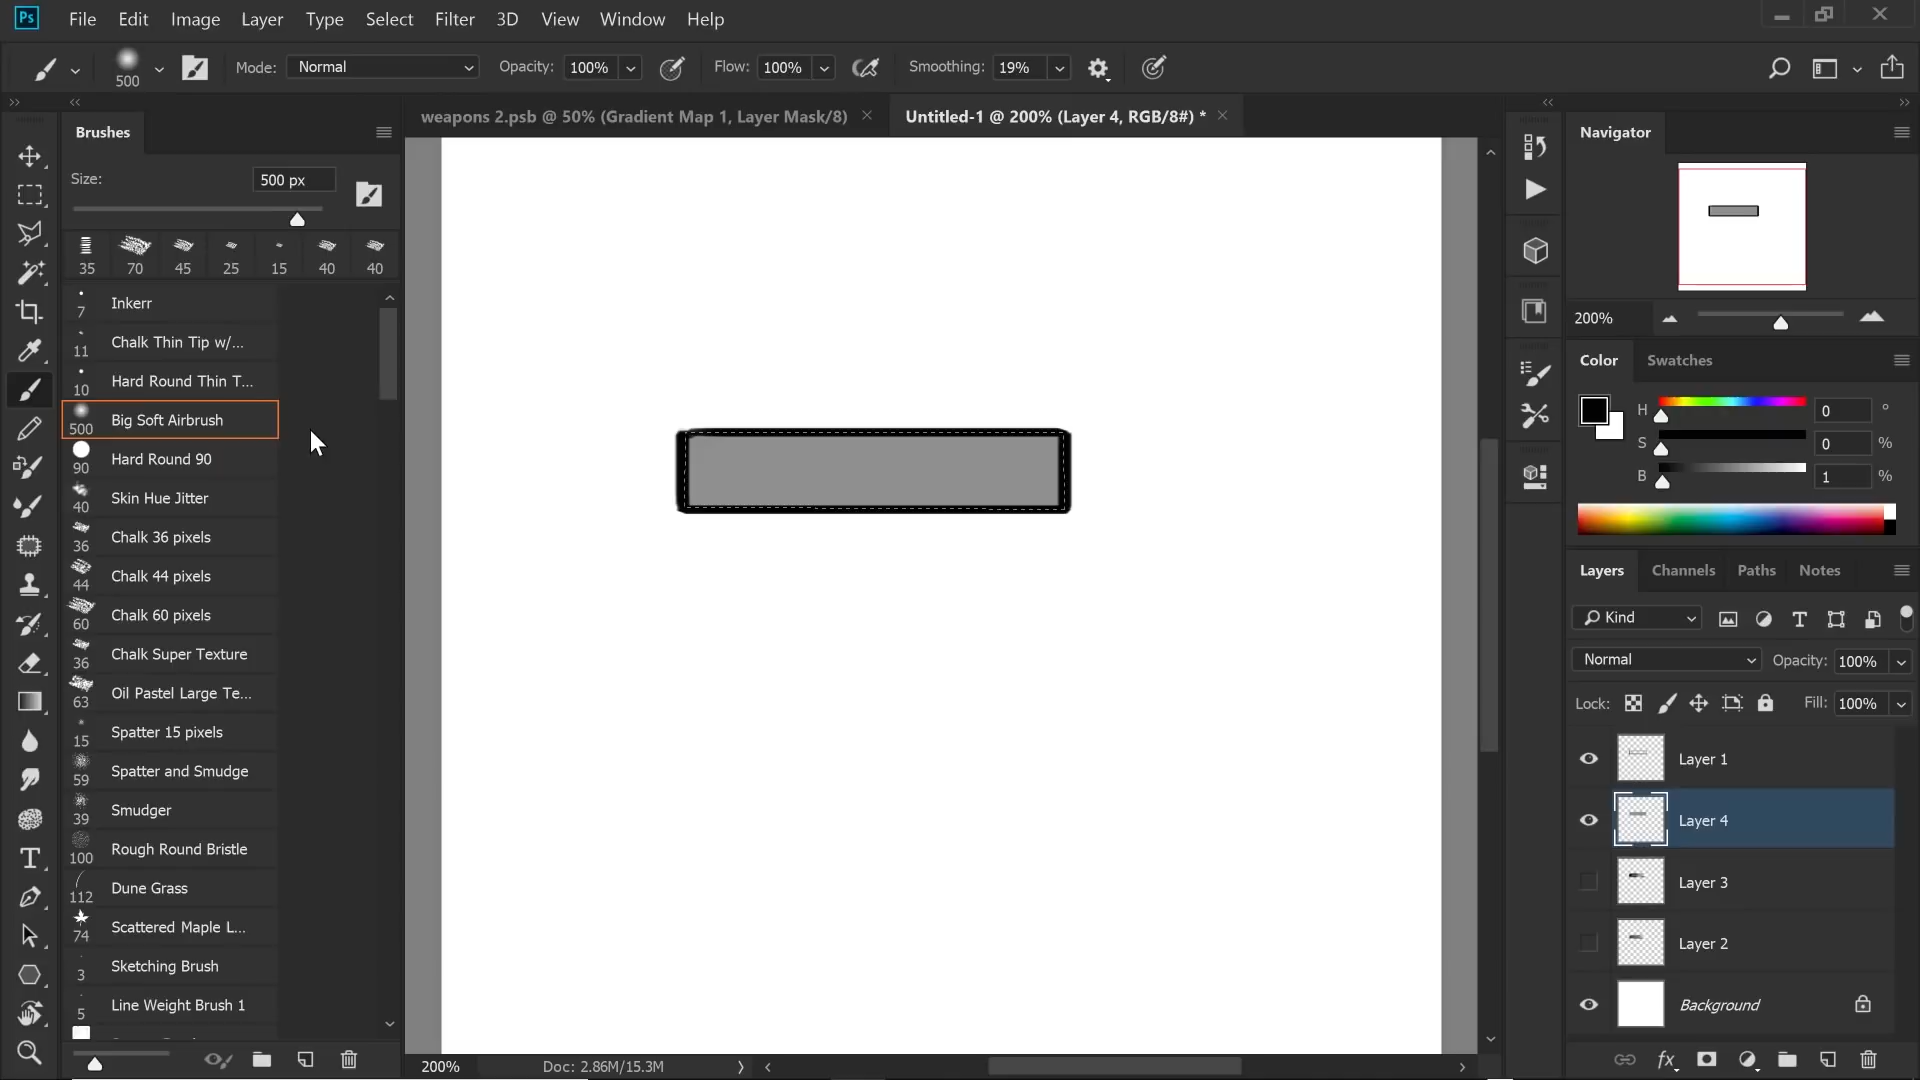 Ps File Edit Image Layer Type Select Filter 3D View Window Help
500 Mode: Normal Opacity: 100% Flow: 100% Smoothing: 19%
weapons 2.psb @ 50% (Gradient Map 1, Layer Mask/8) × Untitled-1 @ 200% (Layer 4, RGB/8#) * ×
Brushes
Size: 500 px
35 70 45 25 15 40 40
7 Inkerr
11 Chalk Thin Tip w/...
10 Hard Round Thin T...
500 Big Soft Airbrush
90 Hard Round 90
40 Skin Hue Jitter
36 Chalk 36 pixels
44 Chalk 44 pixels
60 Chalk 60 pixels
36 Chalk Super Texture
63 Oil Pastel Large Te...
15 Spatter 15 pixels
59 Spatter and Smudge
39 Smudger
100 Rough Round Bristle
112 Dune Grass
74 Scattered Maple L...
3 Sketching Brush
5 Line Weight Brush 1
200% Doc: 2.86M/15.3M
Navigator
200%
Color Swatches
H 0 °
S 0 %
B 1 %
Layers Channels Paths Notes
Kind
Normal Opacity: 100%
Lock: Fill: 100%
Layer 1
Layer 4
Layer 3
Layer 2
Background
fx